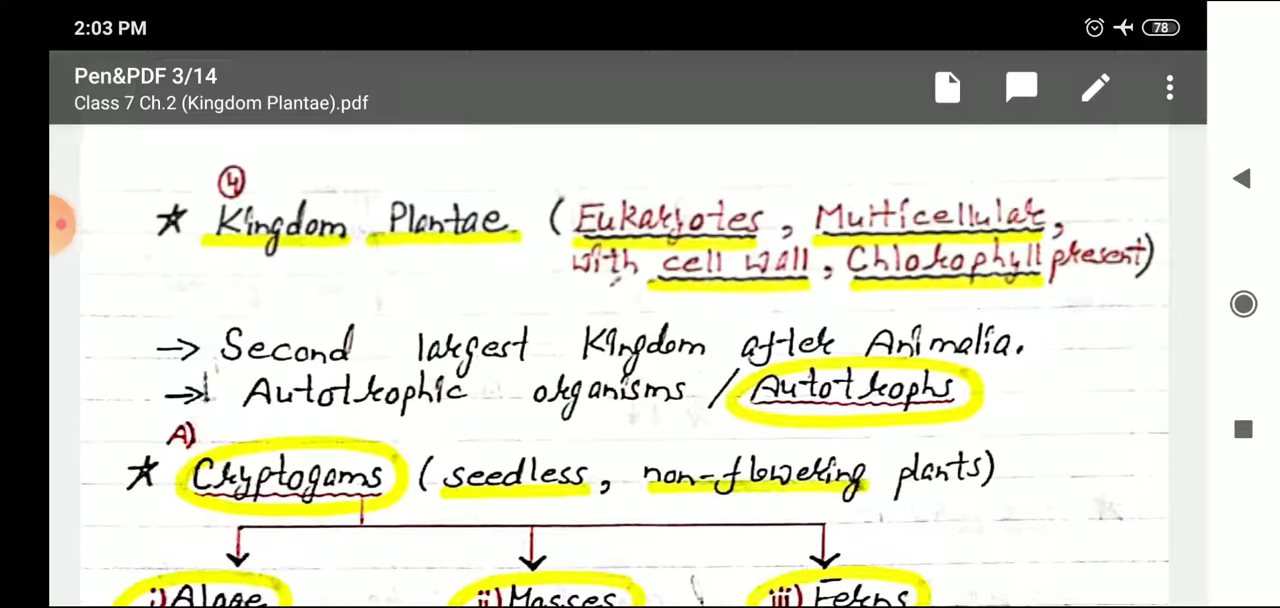 2:03 PM
78
Pen&PDF 3/14
Class 7 Ch.2 (Kingdom Plantae).pdf
④
★ Kingdom Plantae (Eukaryotes, Multicellular,
with cell wall, Chlorophyll present)
→ Second largest Kingdom after Animalia.
→ Autotrophic organisms / Autotrophs
A)
★ Cryptogams (seedless, non-flowering plants)
i) Algae ii) Mosses iii) Ferns